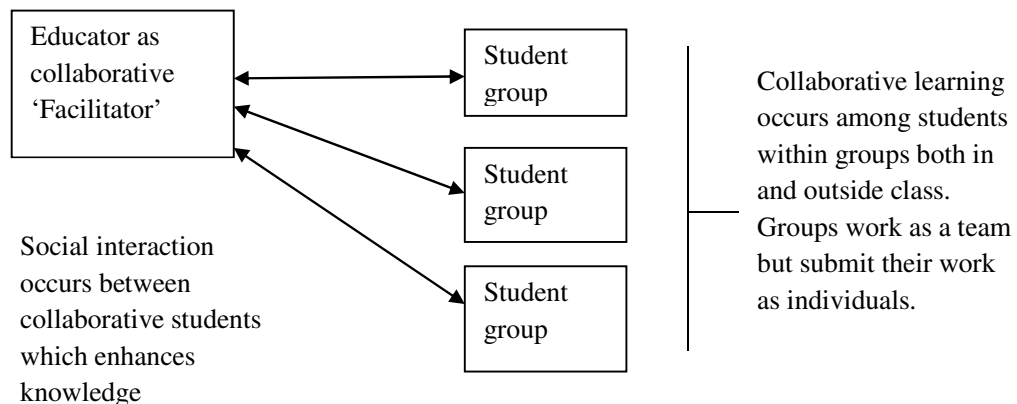 Educator as
collaborative
‘Facilitator’
Student
group
Student
group
Student
group
Collaborative learning
occurs among students
within groups both in
and outside class.
Groups work as a team
but submit their work
as individuals.
Social interaction
occurs between
collaborative students
which enhances
knowledge